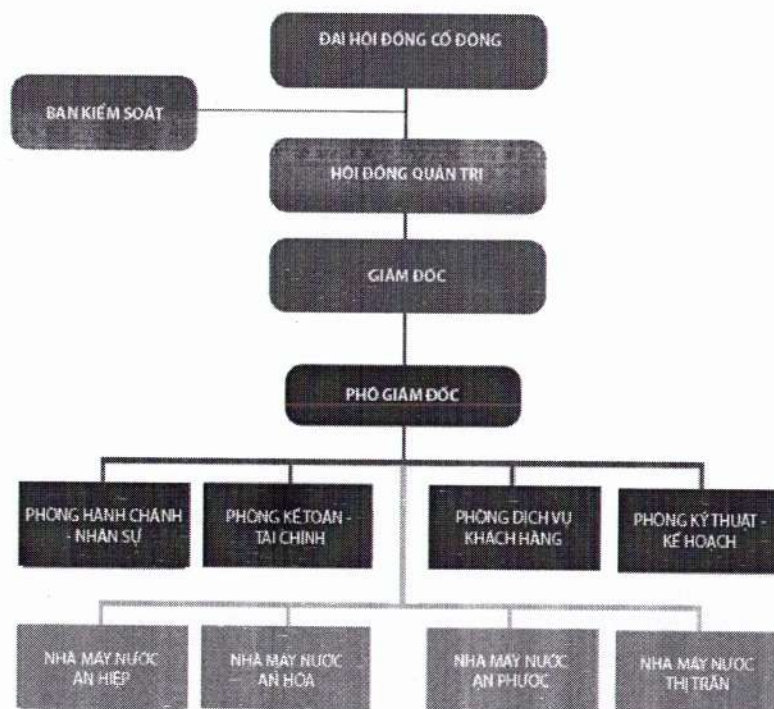 ĐẠI HỘI ĐỒNG CỔ ĐÔNG
BAN KIỂM SOÁT
HỘI ĐỒNG QUẢN TRỊ
GIÁM ĐỐC
PHÓ GIÁM ĐỐC
PHÒNG HÀNH CHÁNH
- NHÂN SỰ
PHÒNG KẾ TOÁN -
TÀI CHÍNH
PHÒNG DỊCH VỤ
KHÁCH HÀNG
PHÒNG KỸ THUẬT -
KẾ HOẠCH
NHÀ MÁY NƯỚC
AN HIỆP
NHÀ MÁY NƯỚC
AN HÒA
NHÀ MÁY NƯỚC
AN PHƯỚC
NHÀ MÁY NƯỚC
THỊ TRẤN